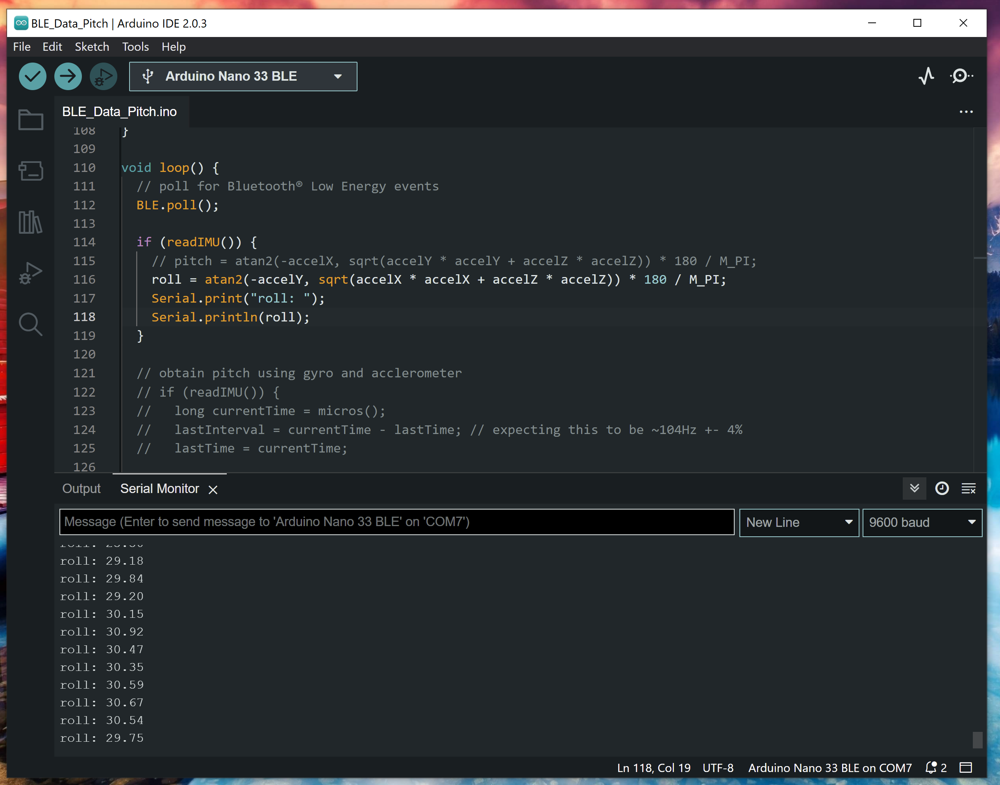 BLE_Data_Pitch | Arduino IDE 2.0.3
File Edit Sketch Tools Help
Arduino Nano 33 BLE
BLE_Data_Pitch.ino
108 }
109
110 void loop() {
111 // poll for Bluetooth® Low Energy events
112 BLE.poll();
113
114 if (readIMU()) {
115 // pitch = atan2(-accelX, sqrt(accelY * accelY + accelZ * accelZ)) * 180 / M_PI;
116 roll = atan2(-accelY, sqrt(accelX * accelX + accelZ * accelZ)) * 180 / M_PI;
117 Serial.print("roll: ");
118 Serial.println(roll);
119 }
120
121 // obtain pitch using gyro and acclerometer
122 // if (readIMU()) {
123 //   long currentTime = micros();
124 //   lastInterval = currentTime - lastTime; // expecting this to be ~104Hz +- 4%
125 //   lastTime = currentTime;
126
Output Serial Monitor
Message (Enter to send message to 'Arduino Nano 33 BLE' on 'COM7') New Line 9600 baud
roll:
roll: 29.18
roll: 29.84
roll: 29.20
roll: 30.15
roll: 30.92
roll: 30.47
roll: 30.35
roll: 30.59
roll: 30.67
roll: 30.54
roll: 29.75
Ln 118, Col 19 UTF-8 Arduino Nano 33 BLE on COM7 2